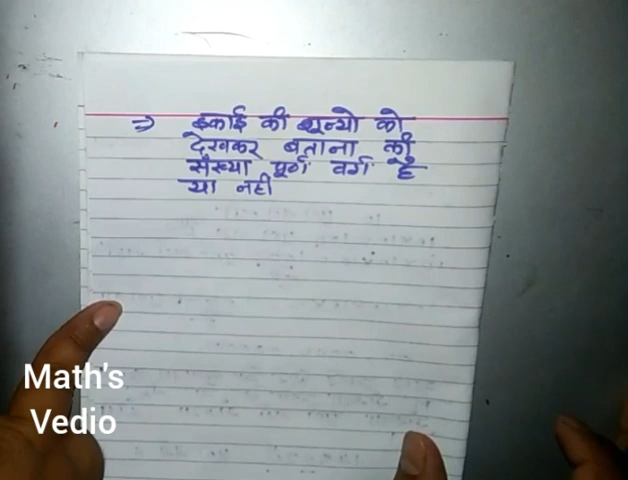 ⇒ इकाई की शून्यो को
देखकर बताना की
संख्या पूर्ण वर्ग है
या नही
Math's
Vedio